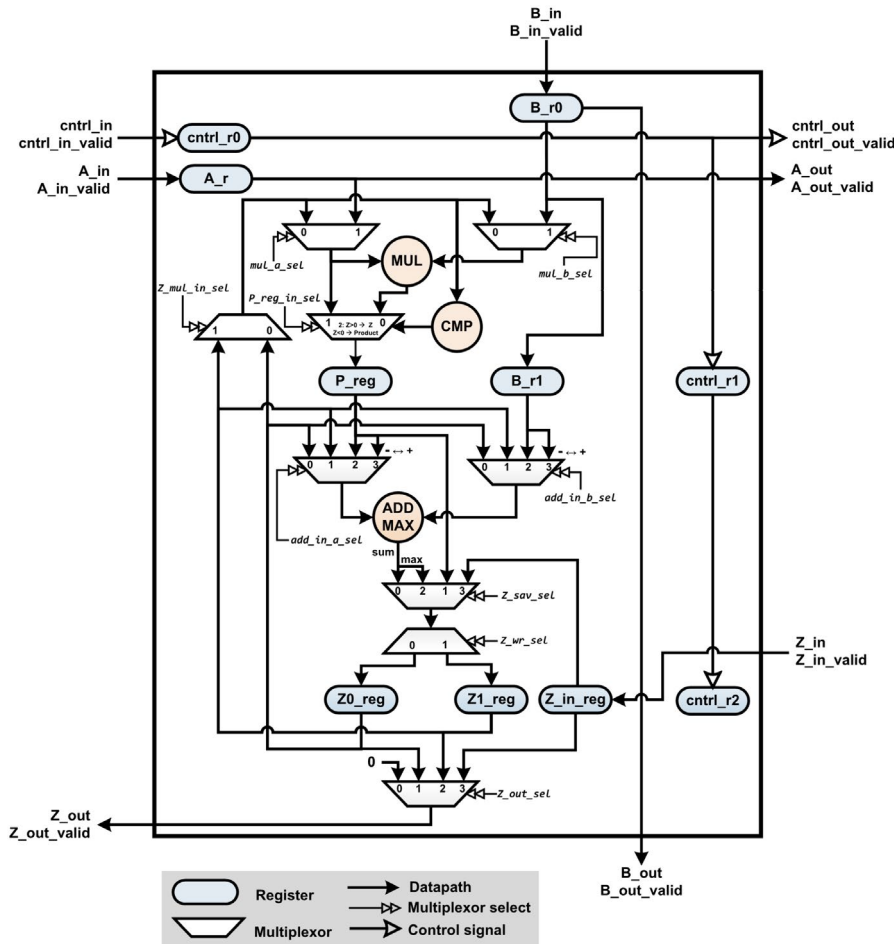 B_in
B_in_valid
B_r0
cntrl_in
cntrl_in_valid
cntrl_r0
cntrl_out
cntrl_out_valid
A_in
A_in_valid
A_r
A_out
A_out_valid
0 1
0 1
mul_a_sel
MUL
mul_b_sel
Z_mul_in_sel
P_reg_in_sel
1 0
1 2: Z>0 → Z 0
Z<0 → Product
CMP
P_reg
B_r1
cntrl_r1
0 1 2 3
- ↔ +
0 1 2 3
- ↔ +
add_in_b_sel
ADD
MAX
add_in_a_sel
sum
max
0 2 1 3
Z_sav_sel
0 1
Z_wr_sel
Z_in
Z_in_valid
Z0_reg
Z1_reg
Z_in_reg
cntrl_r2
0
0 1 2 3
Z_out_sel
Z_out
Z_out_valid
B_out
B_out_valid
Register
Datapath
Multiplexor select
Multiplexor
Control signal